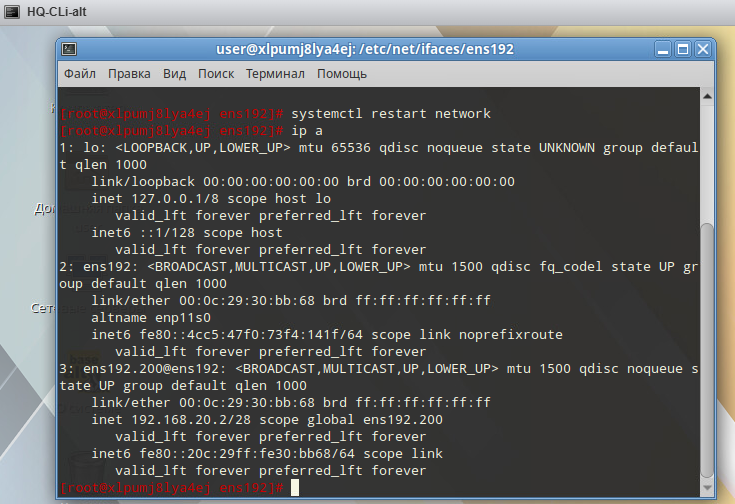 HQ-CLi-alt
user@xlpumj8lya4ej: /etc/net/ifaces/ens192
Файл Правка Вид Поиск Терминал Помощь
[root@xlpumj8lya4ej ens192]# systemctl restart network
[root@xlpumj8lya4ej ens192]# ip a
1: lo: <LOOPBACK,UP,LOWER_UP> mtu 65536 qdisc noqueue state UNKNOWN group defaul
t qlen 1000
link/loopback 00:00:00:00:00:00 brd 00:00:00:00:00:00
inet 127.0.0.1/8 scope host lo
valid_lft forever preferred_lft forever
inet6 ::1/128 scope host
valid_lft forever preferred_lft forever
2: ens192: <BROADCAST,MULTICAST,UP,LOWER_UP> mtu 1500 qdisc fq_codel state UP gr
oup default qlen 1000
link/ether 00:0c:29:30:bb:68 brd ff:ff:ff:ff:ff:ff
altname enp11s0
inet6 fe80::4cc5:47f0:73f4:141f/64 scope link noprefixroute
valid_lft forever preferred_lft forever
3: ens192.200@ens192: <BROADCAST,MULTICAST,UP,LOWER_UP> mtu 1500 qdisc noqueue s
tate UP group default qlen 1000
link/ether 00:0c:29:30:bb:68 brd ff:ff:ff:ff:ff:ff
inet 192.168.20.2/28 scope global ens192.200
valid_lft forever preferred_lft forever
inet6 fe80::20c:29ff:fe30:bb68/64 scope link
valid_lft forever preferred_lft forever
[root@xlpumj8lya4ej ens192]#